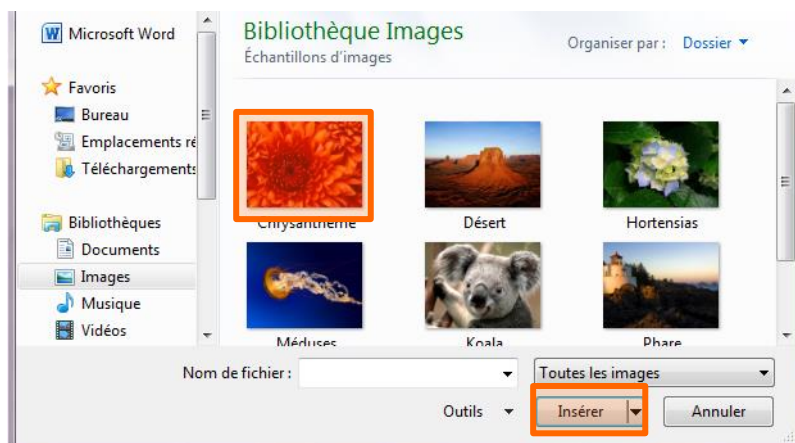 Microsoft Word
Favoris
Bureau
Emplacements ré
Téléchargements
Bibliothèques
Documents
Images
Musique
Vidéos
Bibliothèque Images
Échantillons d'images
Organiser par : Dossier
Chrysanthème Désert Hortensias
Méduses Koala Phare
Nom de fichier : Toutes les images
Outils Insérer Annuler